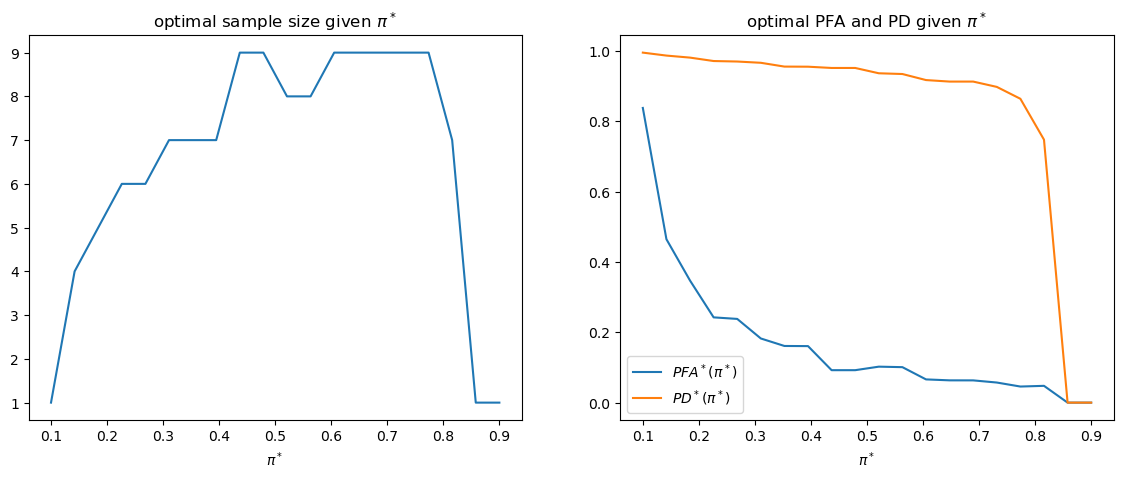 optimal sample size given π*
9
8
7
6
5
4
3
2
1
0.1 0.2 0.3 0.4 0.5 0.6 0.7 0.8 0.9
π*
optimal PFA and PD given π*
1.0
0.8
0.6
0.4
0.2
0.0
PFA*(π*)
PD*(π*)
0.1 0.2 0.3 0.4 0.5 0.6 0.7 0.8 0.9
π*